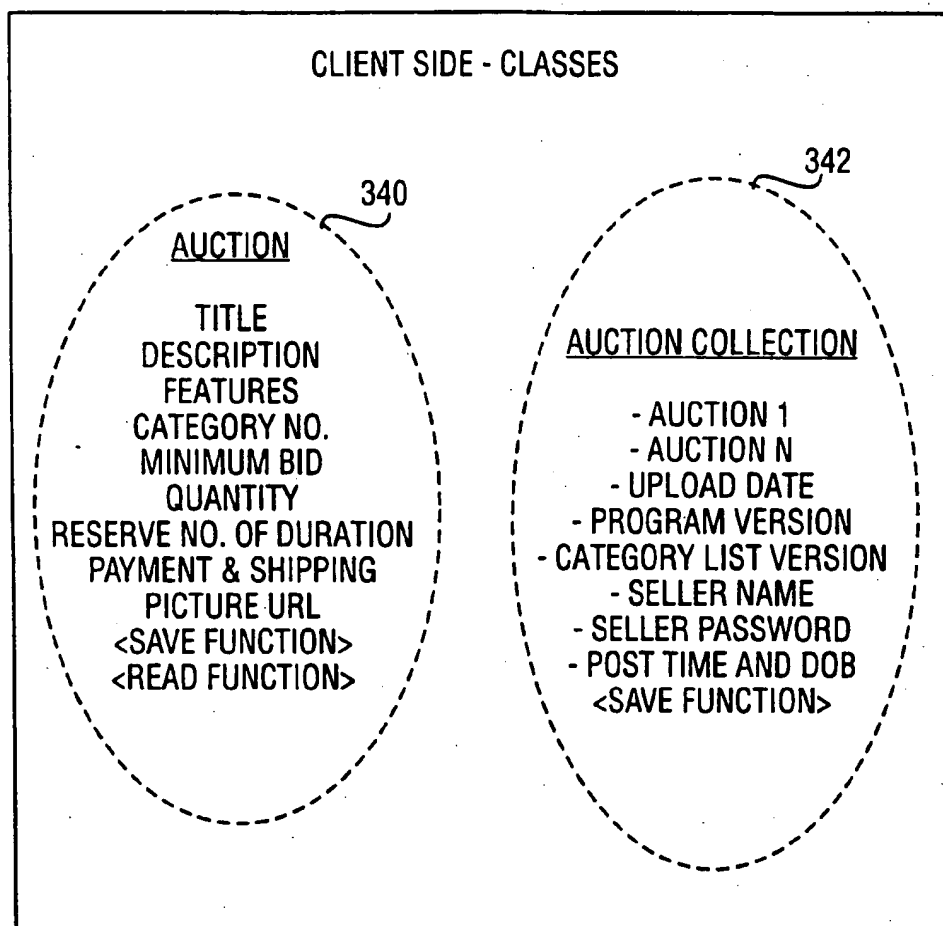 CLIENT SIDE - CLASSES
340
AUCTION
TITLE
DESCRIPTION
FEATURES
CATEGORY NO.
MINIMUM BID
QUANTITY
RESERVE NO. OF DURATION
PAYMENT & SHIPPING
PICTURE URL
<SAVE FUNCTION>
<READ FUNCTION>
342
AUCTION COLLECTION
- AUCTION 1
- AUCTION N
- UPLOAD DATE
- PROGRAM VERSION
- CATEGORY LIST VERSION
- SELLER NAME
- SELLER PASSWORD
- POST TIME AND DOB
<SAVE FUNCTION>